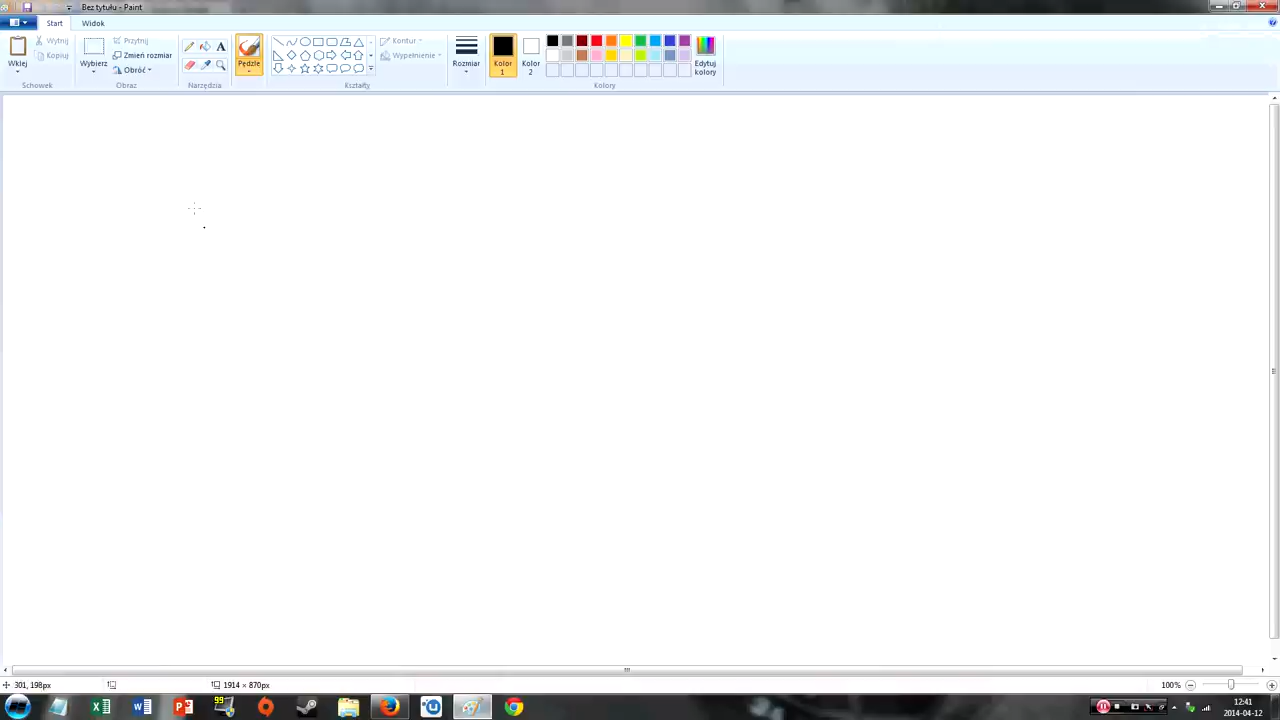 Bez tytułu - Paint
Start Widok
Wklej
Wytnij
Kopiuj
Schowek
Wybierz
Przytnij
Zmień rozmiar
Obróć
Obraz
A
Narzędzia
Pędzle
Kontur
Wypełnienie
Kształty
Rozmiar
Kolor
1
Kolor
2
Edytuj
kolory
Kolory
301, 198px
1914 × 870px
100%
12:41
2014-04-12